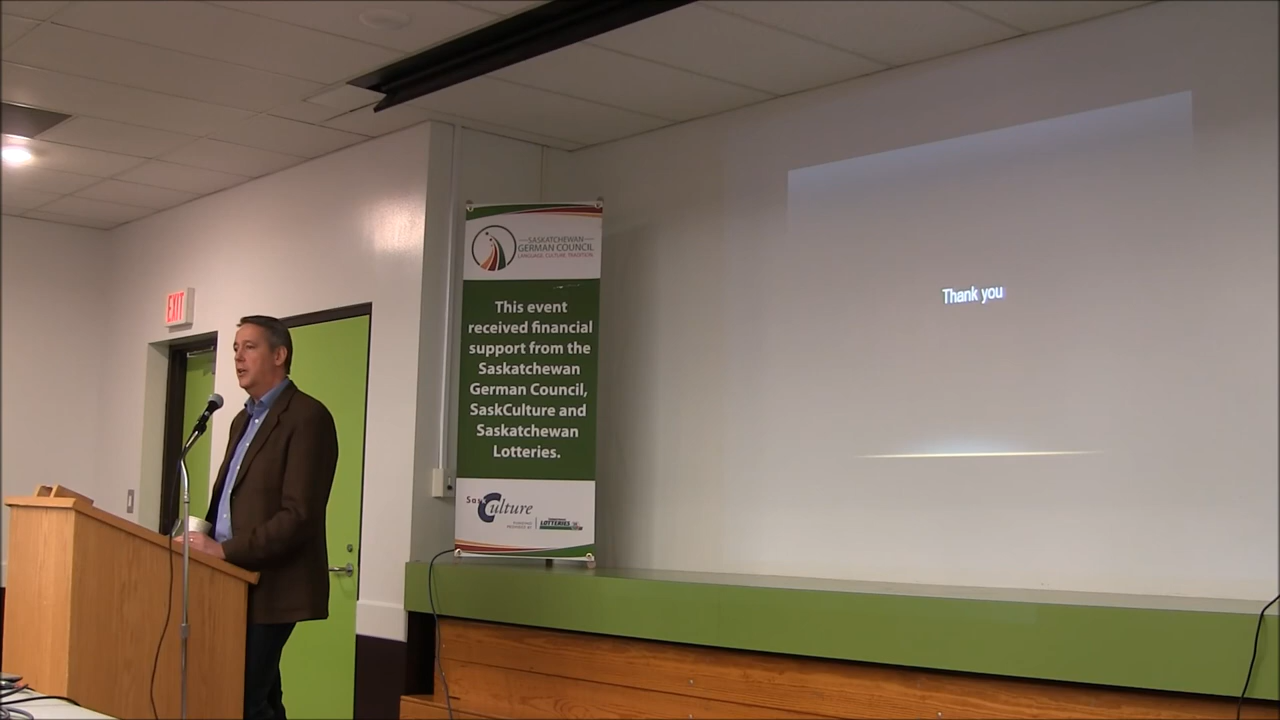 EXIT
SASKATCHEWAN
GERMAN COUNCIL
LANGUAGE. CULTURE. TRADITION.
This event
received financial
support from the
Saskatchewan
German Council,
SaskCulture and
Saskatchewan
Lotteries.
SaskCulture
LOTTERIES
Thank you